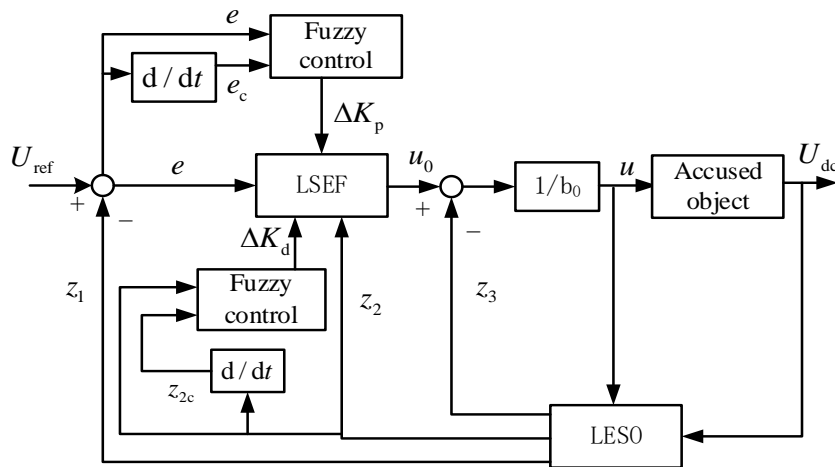 e
Fuzzy control
d/dt
e_c
ΔK_p
U_ref
+
−
e
LSEF
u_0
+
−
1/b_0
u
Accused object
U_dc
ΔK_d
z_1
Fuzzy control
z_2
z_3
z_2c
d/dt
LESO